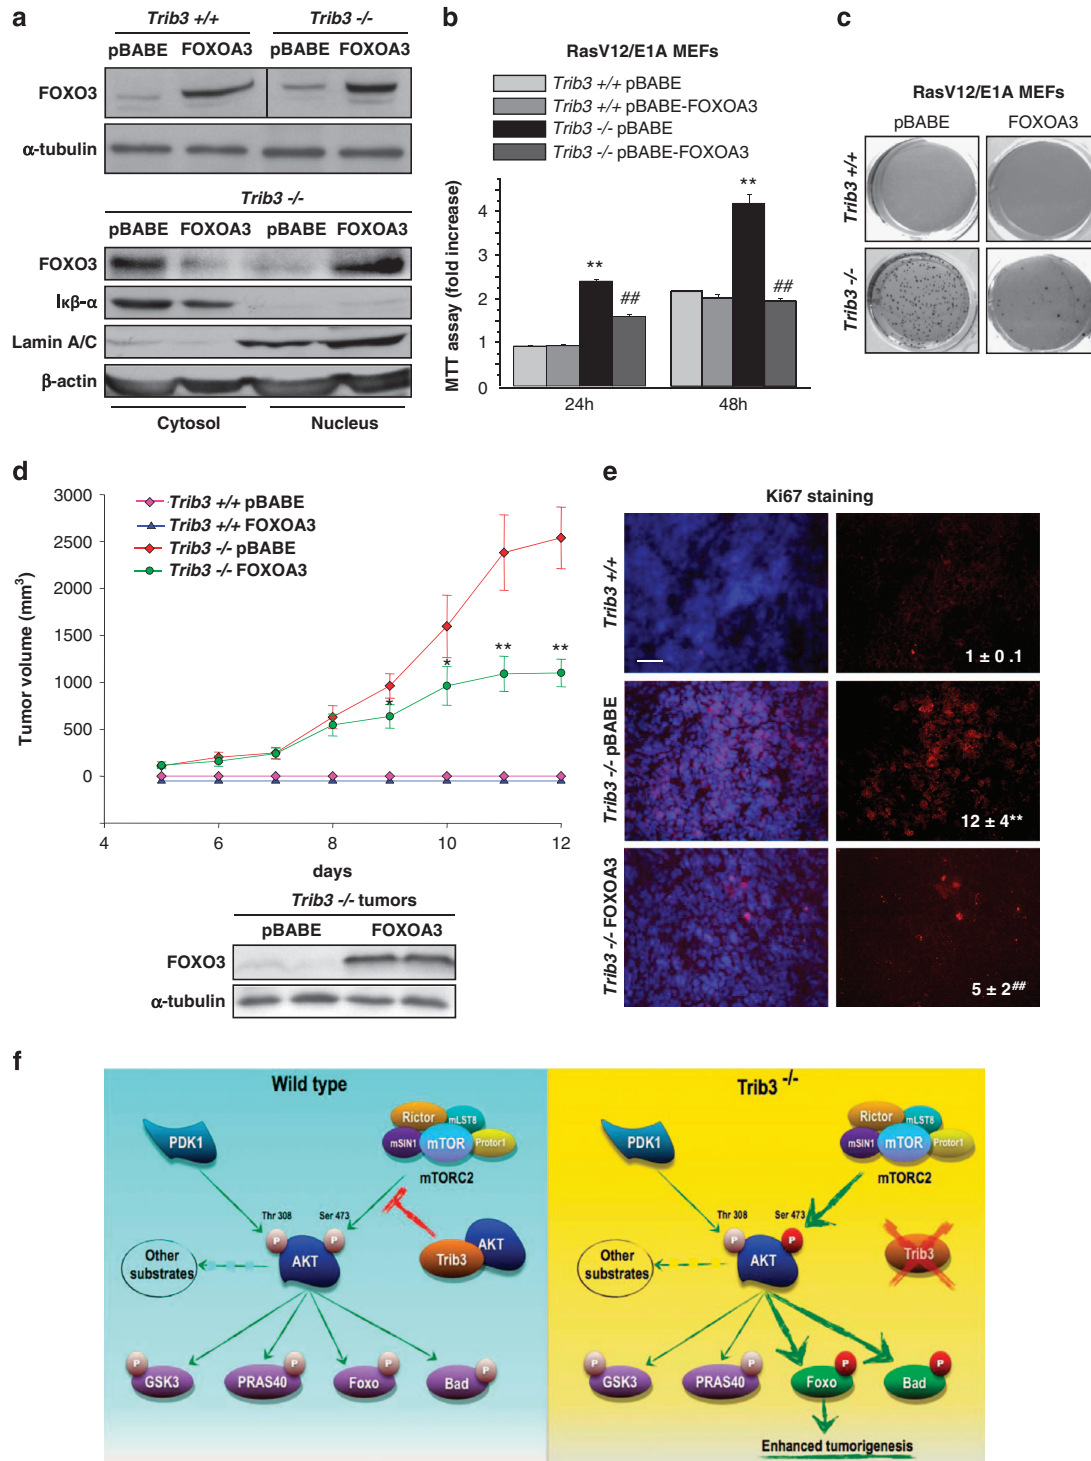 a
Trib3 +/+ Trib3 -/-
pBABE FOXOA3 pBABE FOXOA3
FOXO3
α-tubulin
Trib3 -/-
pBABE FOXOA3 pBABE FOXOA3
FOXO3
Iκβ-α
Lamin A/C
β-actin
Cytosol Nucleus
b
RasV12/E1A MEFs
Trib3 +/+ pBABE
Trib3 +/+ pBABE-FOXOA3
Trib3 -/- pBABE
Trib3 -/- pBABE-FOXOA3
MTT assay (fold increase)
4
3
2
1
0
**
##
**
##
24h 48h
c
RasV12/E1A MEFs
pBABE FOXOA3
Trib3 +/+
Trib3 -/-
d
Trib3 +/+ pBABE
Trib3 +/+ FOXOA3
Trib3 -/- pBABE
Trib3 -/- FOXOA3
Tumor volume (mm3)
3000
2500
2000
1500
1000
500
0
*
*
**
**
4 6 8 10 12
days
Trib3 -/- tumors
pBABE FOXOA3
FOXO3
α-tubulin
e
Ki67 staining
Trib3 +/+
1 ± 0 .1
Trib3 -/- pBABE
12 ± 4**
Trib3 -/- FOXOA3
5 ± 2##
f
Wild type
PDK1
Rictor
mLST8
mSIN1
mTOR
Protor1
mTORC2
Thr 308 Ser 473
P P
AKT
Trib3
AKT
Other
substrates
P P P P
GSK3 PRAS40 Foxo Bad
Trib3 -/-
PDK1
Rictor
mLST8
mSIN1
mTOR
Protor1
mTORC2
Thr 308 Ser 473
P P
AKT
Trib3
Other
substrates
P P P P
GSK3 PRAS40 Foxo Bad
Enhanced tumorigenesis